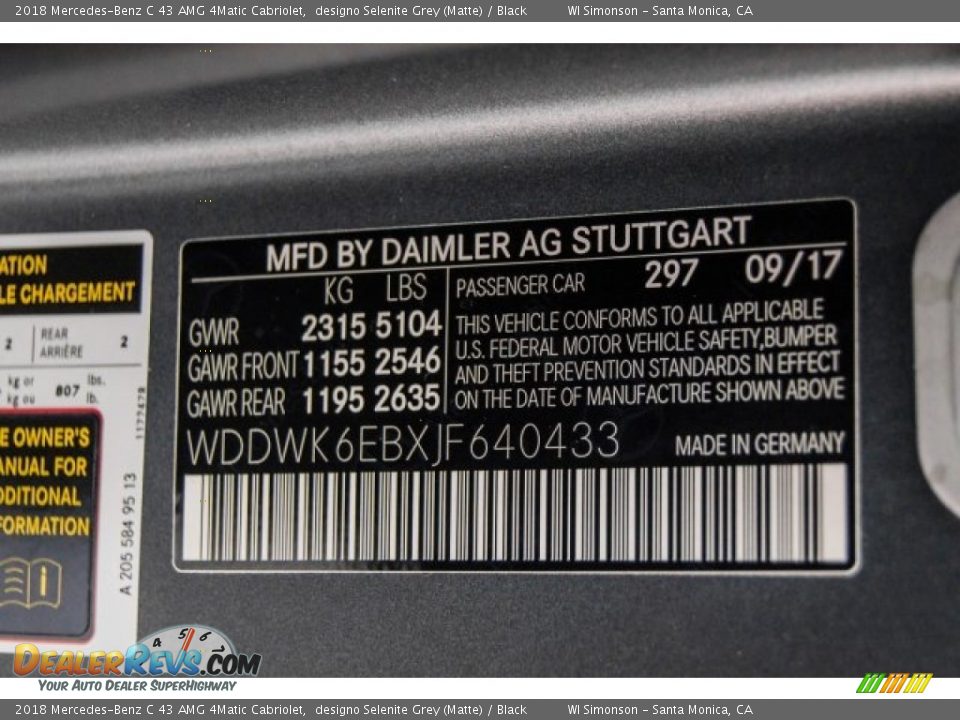 2018 Mercedes-Benz C 43 AMG 4Matic Cabriolet, designo Selenite Grey (Matte) / Black WI Simonson - Santa Monica, CA
MFD BY DAIMLER AG STUTTGART
KG LBS
GVWR 2315 5104
GAWR FRONT 1155 2546
GAWR REAR 1195 2635
PASSENGER CAR 297 09/17
THIS VEHICLE CONFORMS TO ALL APPLICABLE
U.S. FEDERAL MOTOR VEHICLE SAFETY,BUMPER
AND THEFT PREVENTION STANDARDS IN EFFECT
ON THE DATE OF MANUFACTURE SHOWN ABOVE
WDDWK6EBXJF640433 MADE IN GERMANY
ATION
LE CHARGEMENT
2 REAR
ARRIÈRE 2
kg or
kg ou 807 lbs.
lb.
E OWNER'S
ANUAL FOR
DDITIONAL
FORMATION
A 205 584 95 13
4 5 6
DealerRevs.com
Your Auto Dealer SuperHighway
2018 Mercedes-Benz C 43 AMG 4Matic Cabriolet, designo Selenite Grey (Matte) / Black WI Simonson - Santa Monica, CA